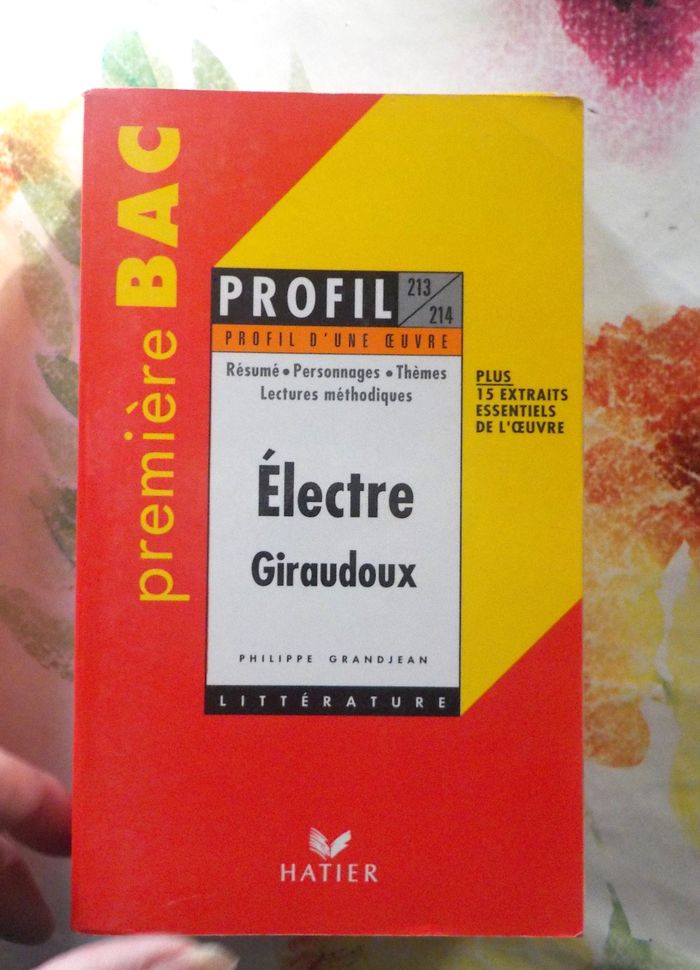 première BAC
PROFIL 213/214
PROFIL D'UNE ŒUVRE
Résumé • Personnages • Thèmes
Lectures méthodiques
PLUS
15 EXTRAITS
ESSENTIELS
DE L'ŒUVRE
Électre
Giraudoux
PHILIPPE GRANDJEAN
LITTÉRATURE
HATIER